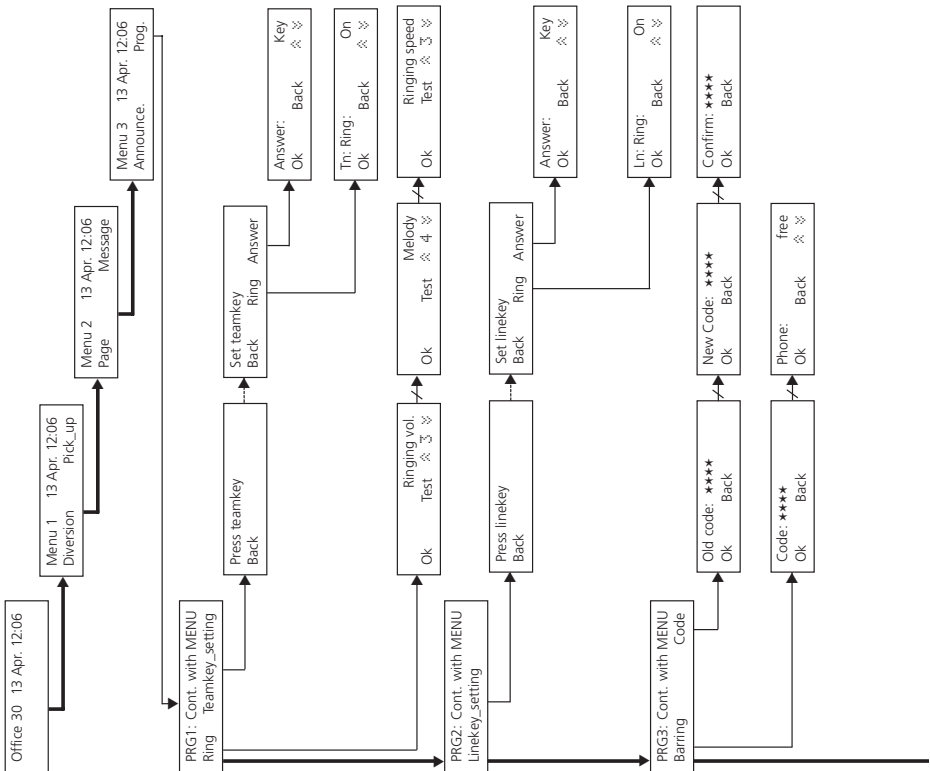 Office 30 13 Apr. 12:06
Menu 1 13 Apr. 12:06
Diversion Pick_up
Menu 2 13 Apr. 12:06
Page Message
Menu 3 13 Apr. 12:06
Announce. Prog.
PRG1: Cont. with MENU
Ring Teamkey_setting
Press teamkey
Back
Set teamkey
Back Ring Answer
Answer: Key
Ok Back
Tn: Ring: On
Ok Back
Ringing vol.
Ok Test 3
Melody
Ok Test 4
Ringing speed
Ok Test 3
PRG2: Cont. with MENU
Linekey_setting
Press linekey
Back
Set linekey
Back Ring Answer
Answer: Key
Ok Back
Ln: Ring: On
Ok Back
PRG3: Cont. with MENU
Barring Code
Old code: ★★★★
Ok Back
New Code: ★★★★
Ok Back
Confirm: ★★★★
Ok Back
Code: ★★★★
Ok Back
Phone: free
Ok Back